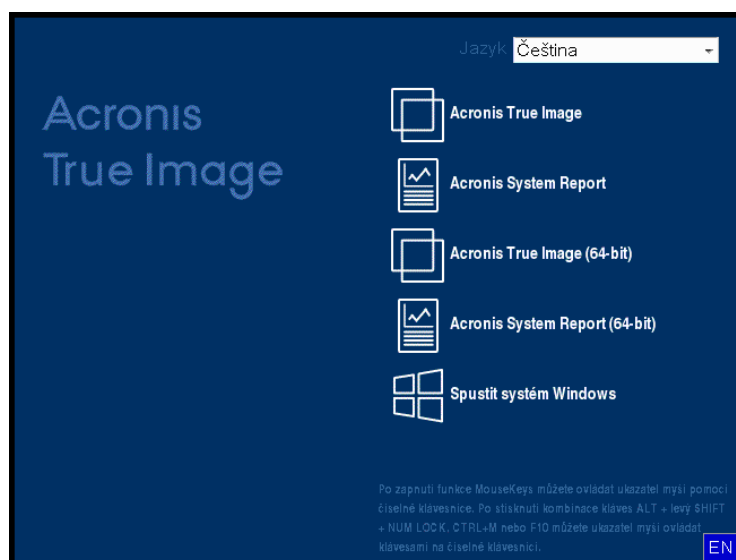 Jazyk Čeština
Acronis
True Image
Acronis True Image
Acronis System Report
Acronis True Image (64-bit)
Acronis System Report (64-bit)
Spustit systém Windows
Po zapnutí funkce MouseKeys můžete ovládat ukazatel myši pomocí
číselné klávesnice. Po stisknutí kombinace kláves ALT + levý SHIFT
+ NUM LOCK, CTRL+M nebo F10 můžete ukazatel myši ovládat
klávesami na číselné klávesnici.
EN